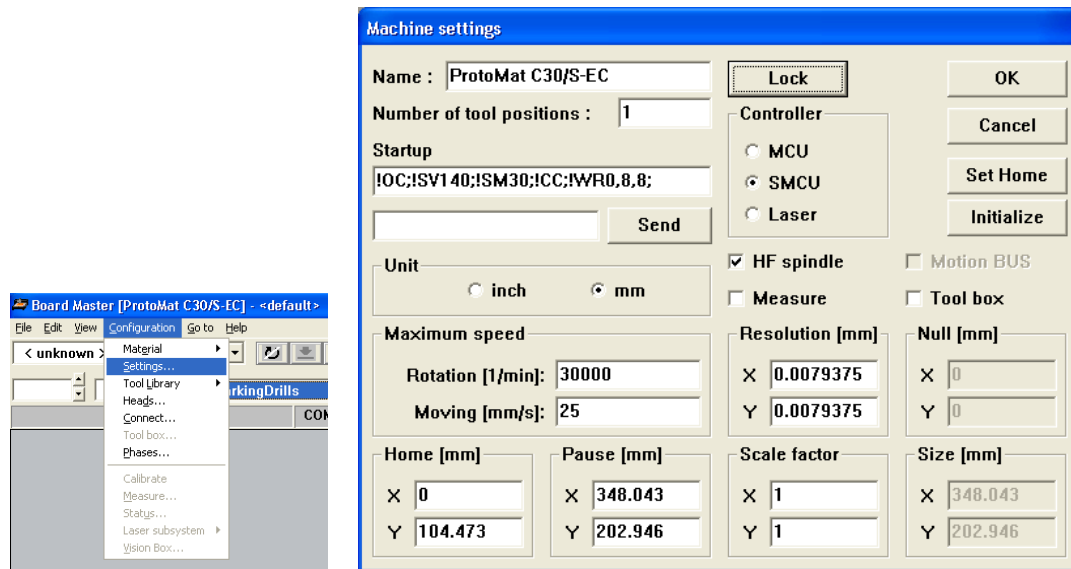 Board Master [ProtoMat C30/S-EC] - <default>
File Edit View Configuration Go to Help
< unknown >
Material
Settings...
Tool Library
Heads...
Connect...
Tool box...
Phases...
Calibrate
Measure...
Status...
Laser subsystem
Vision Box...
rkingDrills
Machine settings
Name : ProtoMat C30/S-EC
Lock
OK
Number of tool positions : 1
Controller
Cancel
Startup
MCU
!OC;!SV140;!SM30;!CC;!WR0,8,8;
SMCU
Set Home
Send
Laser
Initialize
Unit
inch mm
HF spindle
Motion BUS
Measure
Tool box
Maximum speed
Rotation [1/min]: 30000
Moving [mm/s]: 25
Resolution [mm]
X 0.0079375
Y 0.0079375
Null [mm]
X 0
Y 0
Home [mm]
X 0
Y 104.473
Pause [mm]
X 348.043
Y 202.946
Scale factor
X 1
Y 1
Size [mm]
X 348.043
Y 202.946